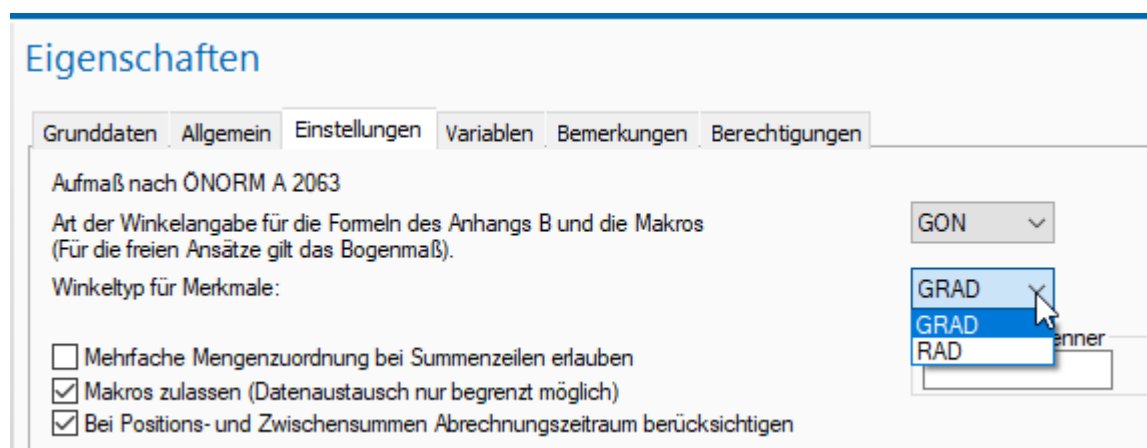 Eigenschaften
Grunddaten Allgemein Einstellungen Variablen Bemerkungen Berechtigungen
Aufmaß nach ÖNORM A 2063
Art der Winkelangabe für die Formeln des Anhangs B und die Makros GON
(Für die freien Ansätze gilt das Bogenmaß).
Winkeltyp für Merkmale: GRAD
GRAD
RAD
Mehrfache Mengenzuordnung bei Summenzeilen erlauben
Makros zulassen (Datenaustausch nur begrenzt möglich)
Bei Positions- und Zwischensummen Abrechnungszeitraum berücksichtigen